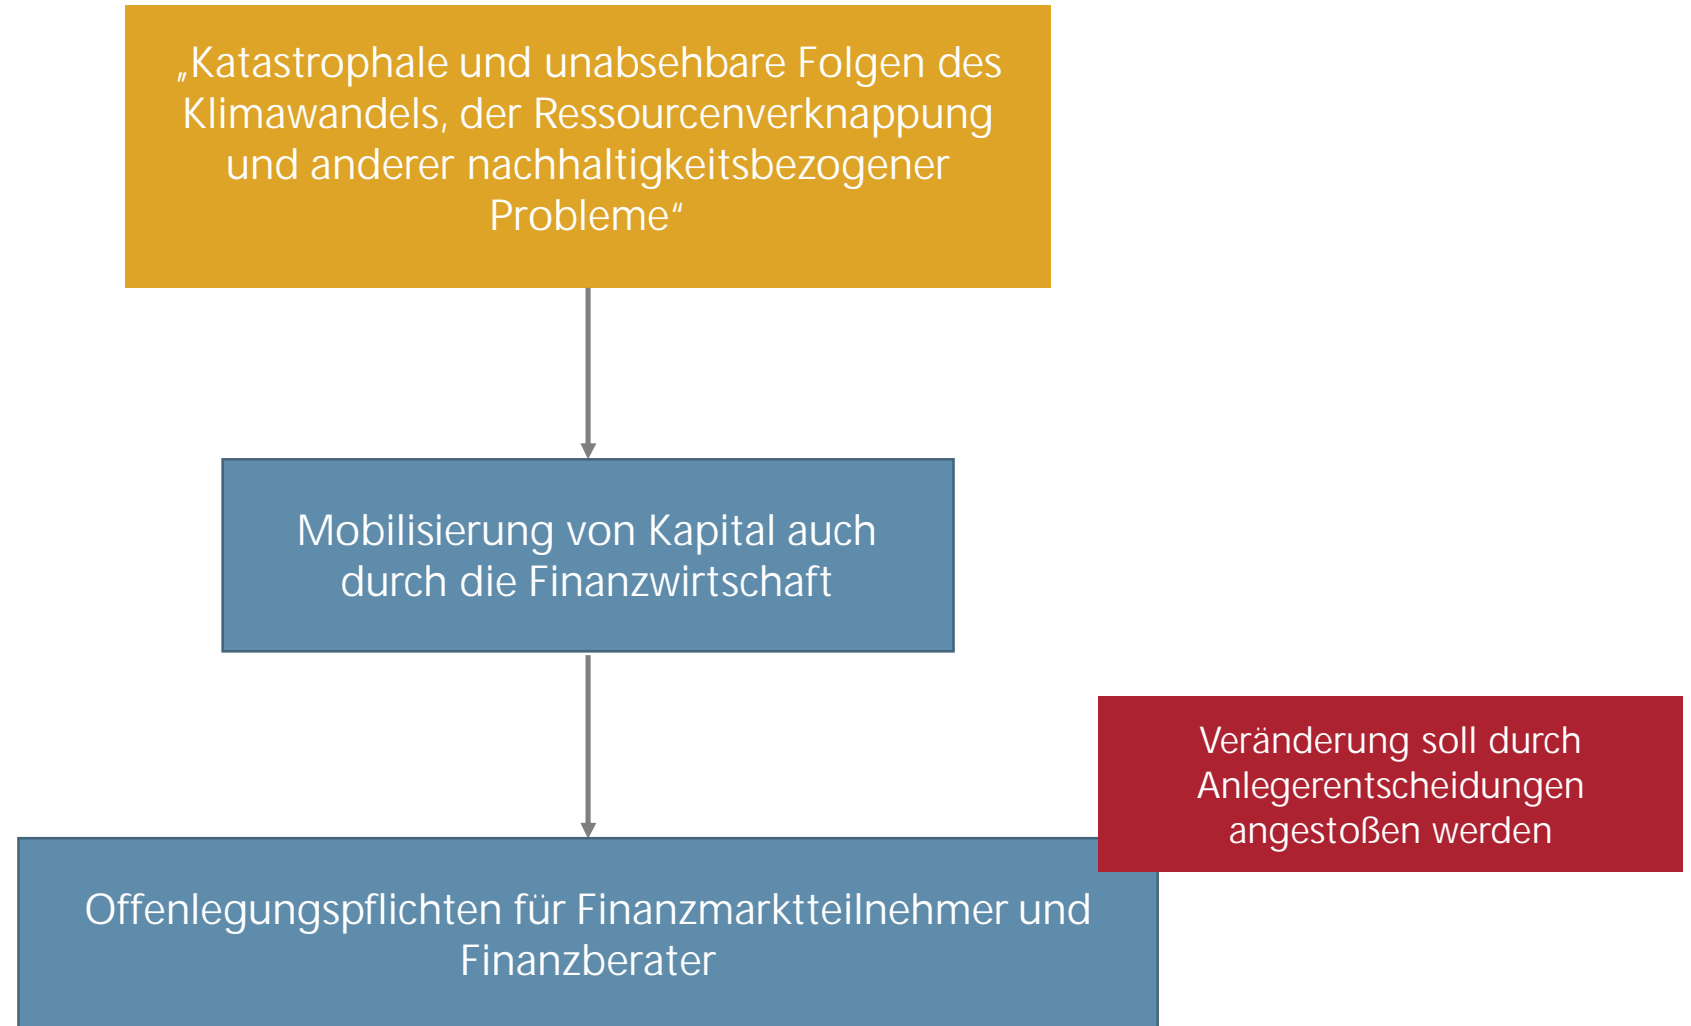 „Katastrophale und unabsehbare Folgen des
Klimawandels, der Ressourcenverknappung
und anderer nachhaltigkeitsbezogener
Probleme“
Mobilisierung von Kapital auch
durch die Finanzwirtschaft
Veränderung soll durch
Anlegerentscheidungen
angestoßen werden
Offenlegungspflichten für Finanzmarktteilnehmer und
Finanzberater